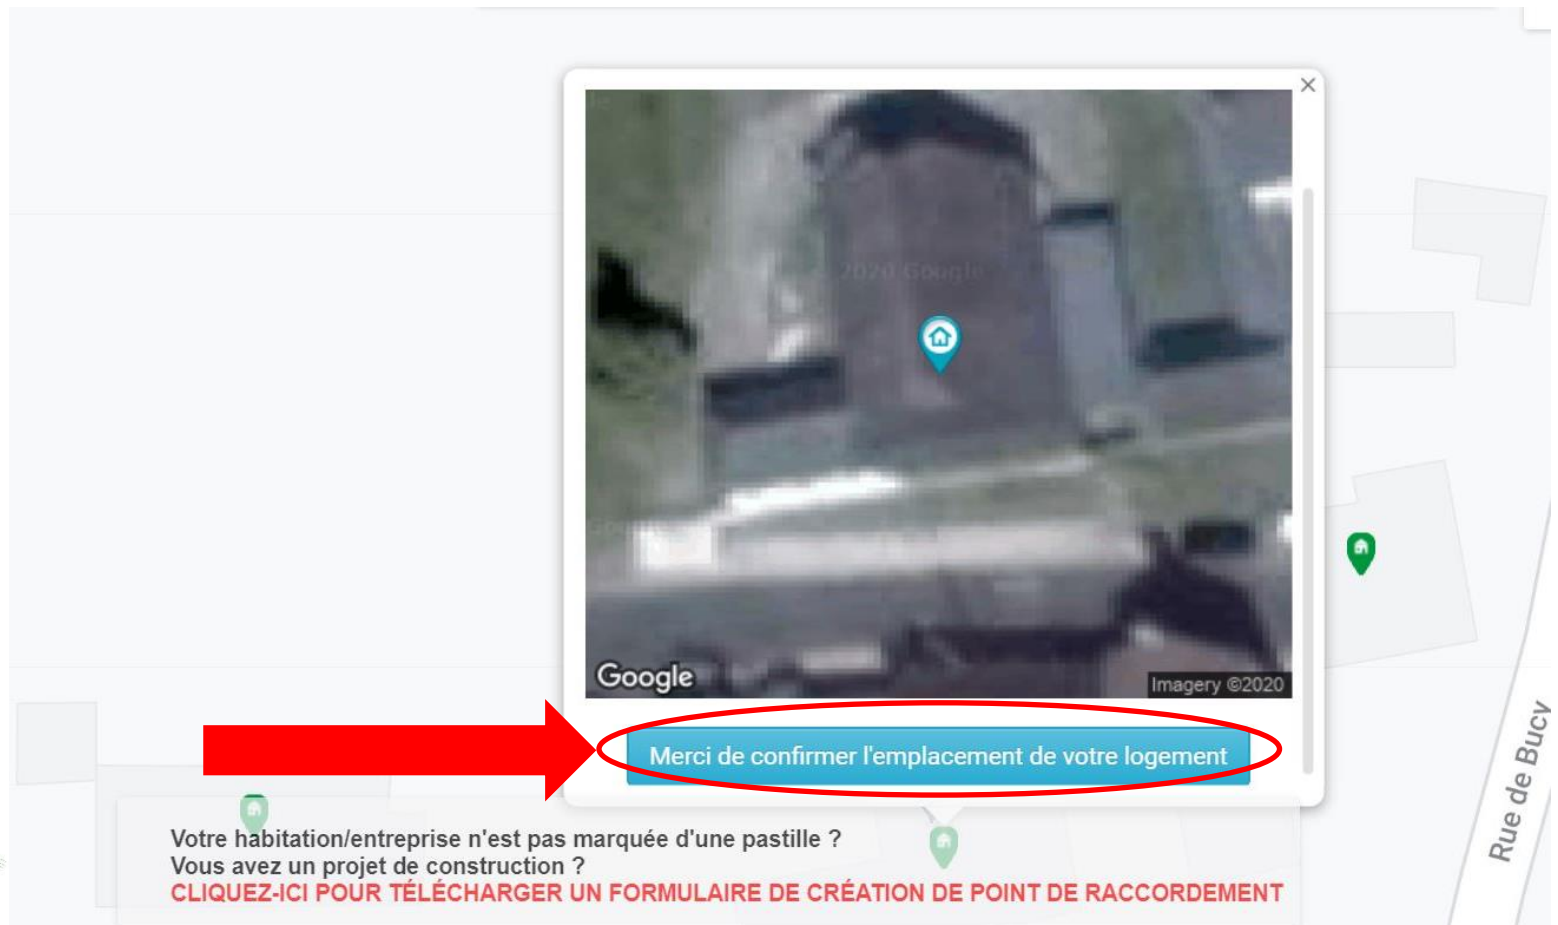 ×
2020 Google
Google
Imagery ©2020
Merci de confirmer l'emplacement de votre logement
Rue de Bucy
Votre habitation/entreprise n'est pas marquée d'une pastille ?
Vous avez un projet de construction ?
CLIQUEZ-ICI POUR TÉLÉCHARGER UN FORMULAIRE DE CRÉATION DE POINT DE RACCORDEMENT